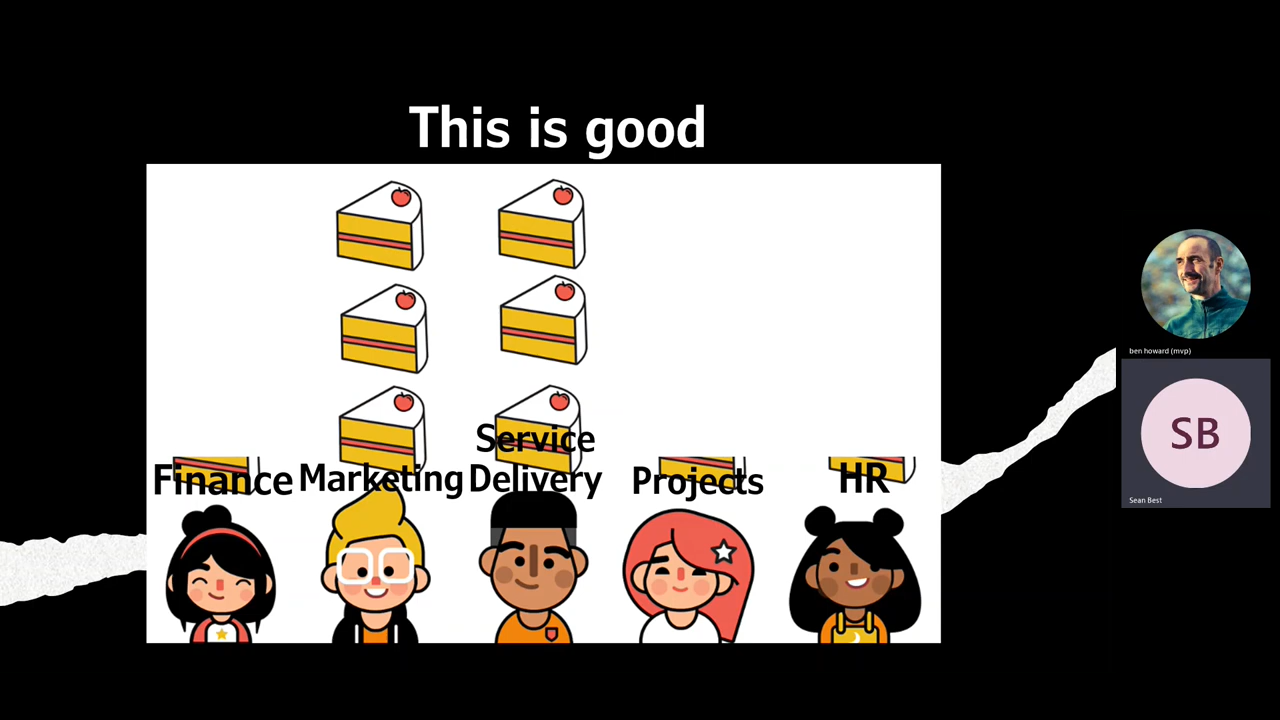 This is good
Service
Finance Marketing Delivery Projects HR
ben howard (mvp)
SB
Sean Best